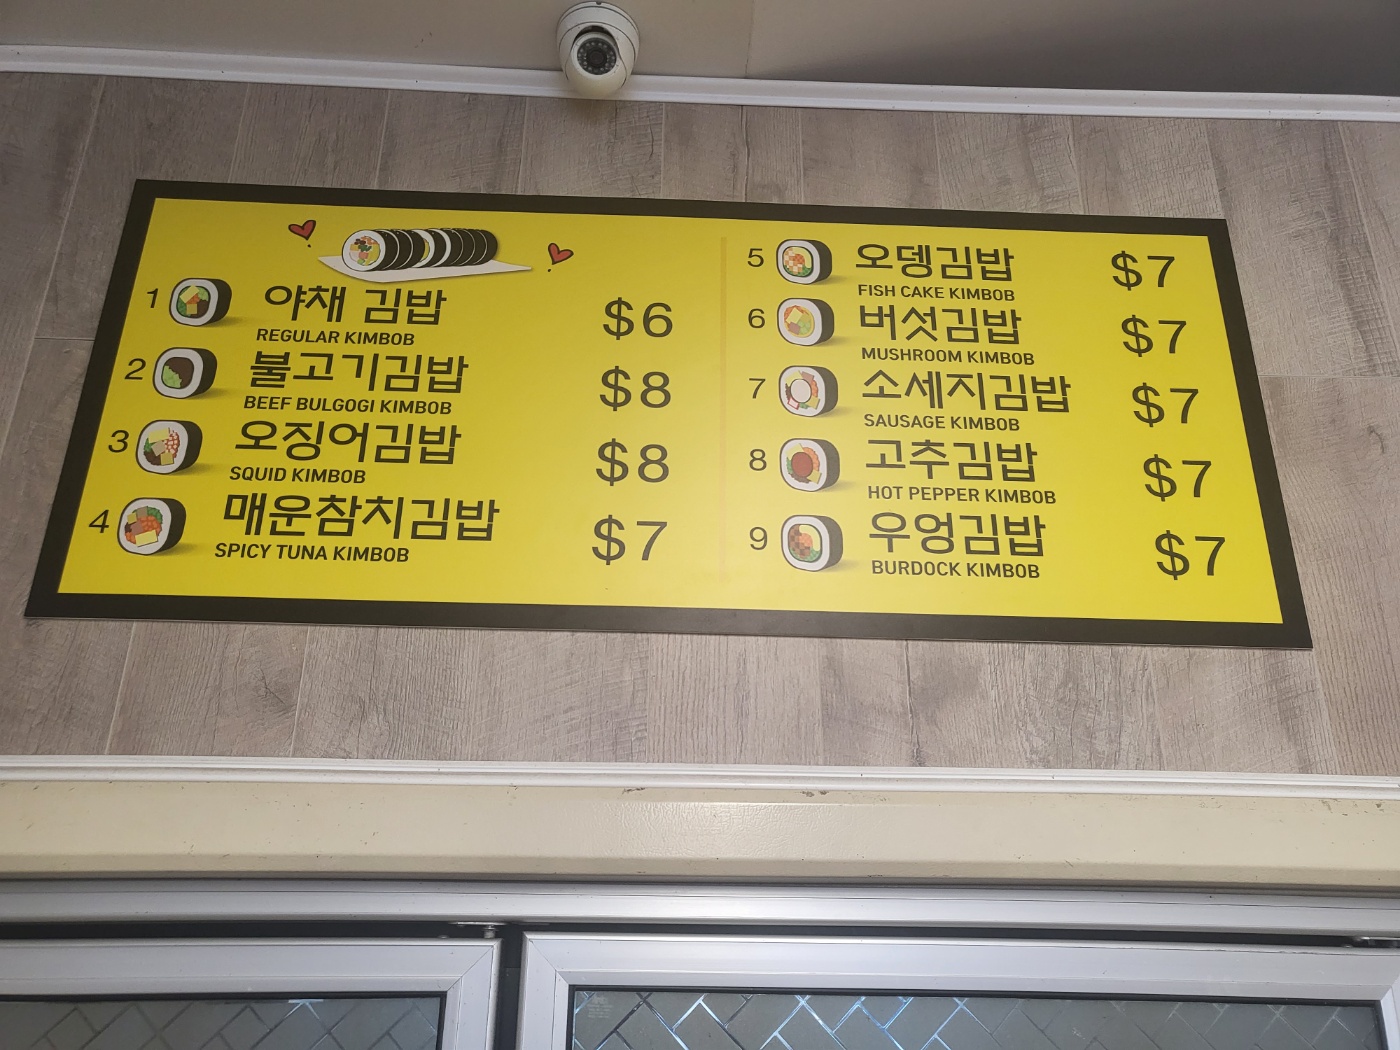 1 야채 김밥 $6
REGULAR KIMBOB
2 불고기김밥 $8
BEEF BULGOGI KIMBOB
3 오징어김밥 $8
SQUID KIMBOB
4 매운참치김밥 $7
SPICY TUNA KIMBOB
5 오뎅김밥 $7
FISH CAKE KIMBOB
6 버섯김밥 $7
MUSHROOM KIMBOB
7 소세지김밥 $7
SAUSAGE KIMBOB
8 고추김밥 $7
HOT PEPPER KIMBOB
9 우엉김밥 $7
BURDOCK KIMBOB